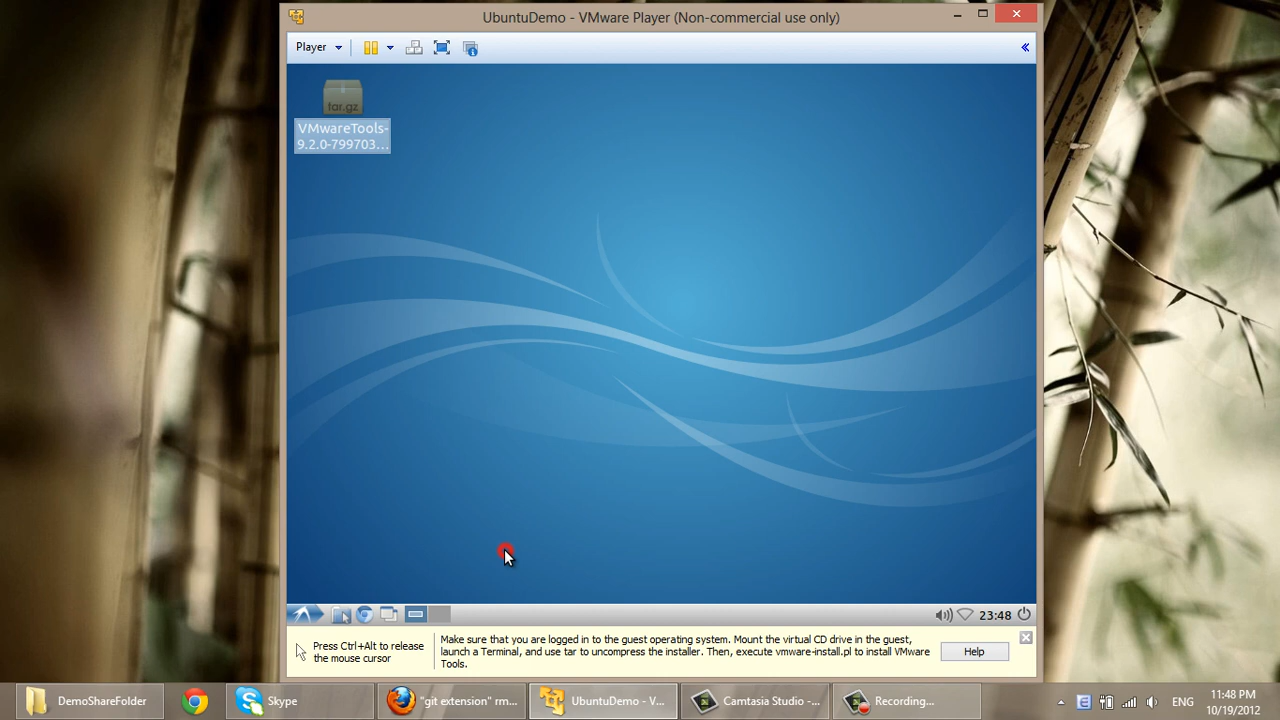 UbuntuDemo - VMware Player (Non-commercial use only)
Player
tar.gz
VMwareTools-
9.2.0-799703...
23:48
Press Ctrl+Alt to release
the mouse cursor
Make sure that you are logged in to the guest operating system. Mount the virtual CD drive in the guest,
launch a Terminal, and use tar to uncompress the installer. Then, execute vmware-install.pl to install VMware
Tools.
Help
DemoShareFolder
Skype
"git extension" rm...
UbuntuDemo - V...
Camtasia Studio -...
Recording...
ENG
11:48 PM
10/19/2012